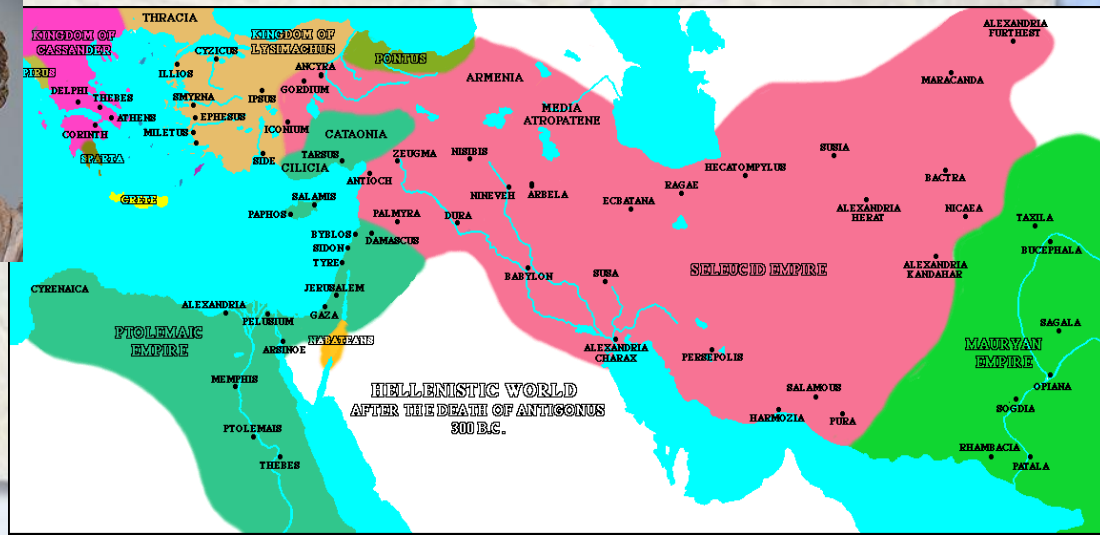 THRACIA
KINGDOM OF
CASSANDER
KINGDOM OF
LYSIMACHUS
PONTUS
CYZICUS
ILLIOS
ANCYRA
GORDIUM
ARMENIA
ALEXANDRIA
FURTHEST
MARACANDA
PIRUS
DELPHI
THEBES
ATHENS
CORINTH
SPARTA
SMYRNA
IPSUS
EPHESUS
MILETUS
ICONIUM
SIDE
CATAONIA
TARSUS
CILICIA
MEDIA
ATROPATENE
ZEUGMA
NISIBIS
ANTIOCH
NINEVEH
ARBELA
ECBATANA
RAGAE
HECATOMPYLUS
SUSIA
BACTRA
ALEXANDRIA
HERAT
NICAEA
TAXILA
BUCEPHALA
CRETE
SALAMIS
PAPHOS
PALMYRA
DURA
BYBLOS
DAMASCUS
SIDON
TYRE
JERUSALEM
GAZA
BABYLON
SUSA
SELEUCID EMPIRE
ALEXANDRIA
KANDAHAR
CYRENAICA
ALEXANDRIA
PELUSIUM
ARSINOE
NABATEANS
PTOLEMAIC
EMPIRE
MEMPHIS
PTOLEMAIS
THEBES
ALEXANDRIA
CHARAX
PERSEPOLIS
SALAMOUS
HARMOZIA
PURA
SAGALA
MAURYAN
EMPIRE
OPIANA
SOGDIA
RHAMBACIA
PATALA
HELLENISTIC WORLD
AFTER THE DEATH OF ANTIGONUS
300 B.C.